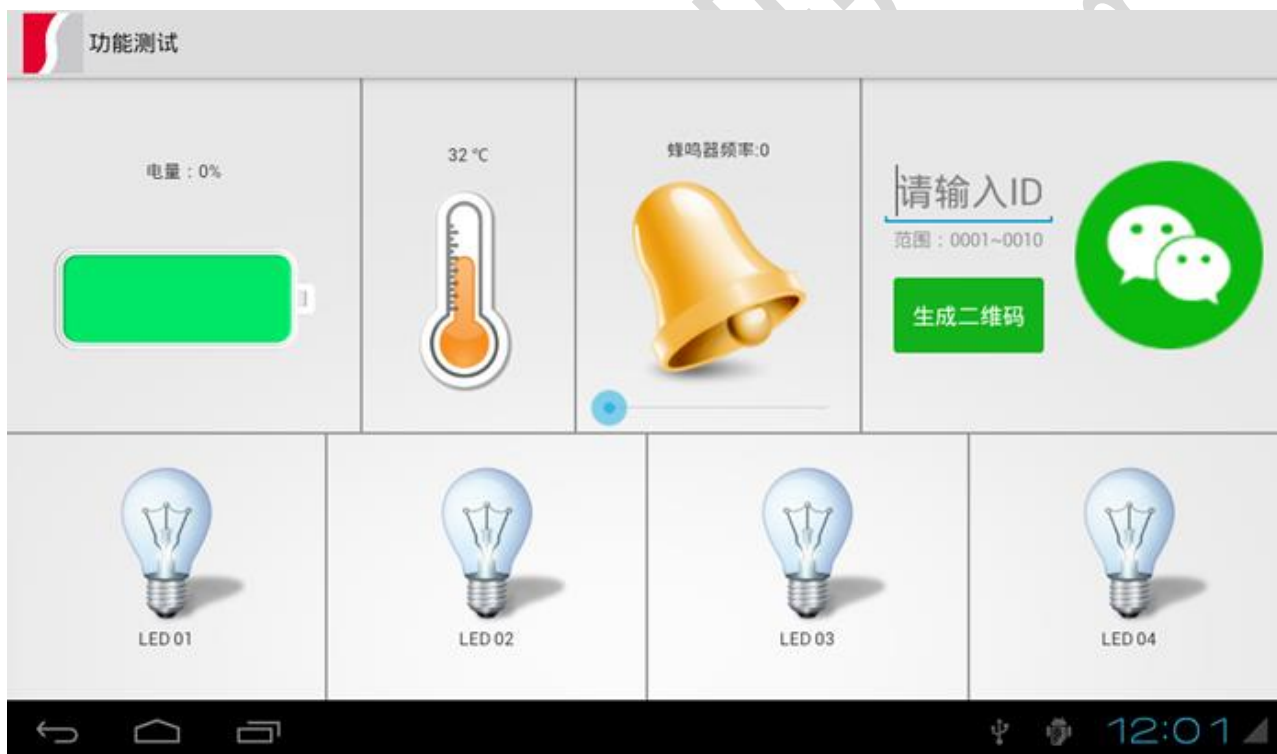 功能测试
电量：0%
32 ℃
蜂鸣器频率:0
请输入ID
范围：0001~0010
生成二维码
LED 01
LED 02
LED 03
LED 04
12:01